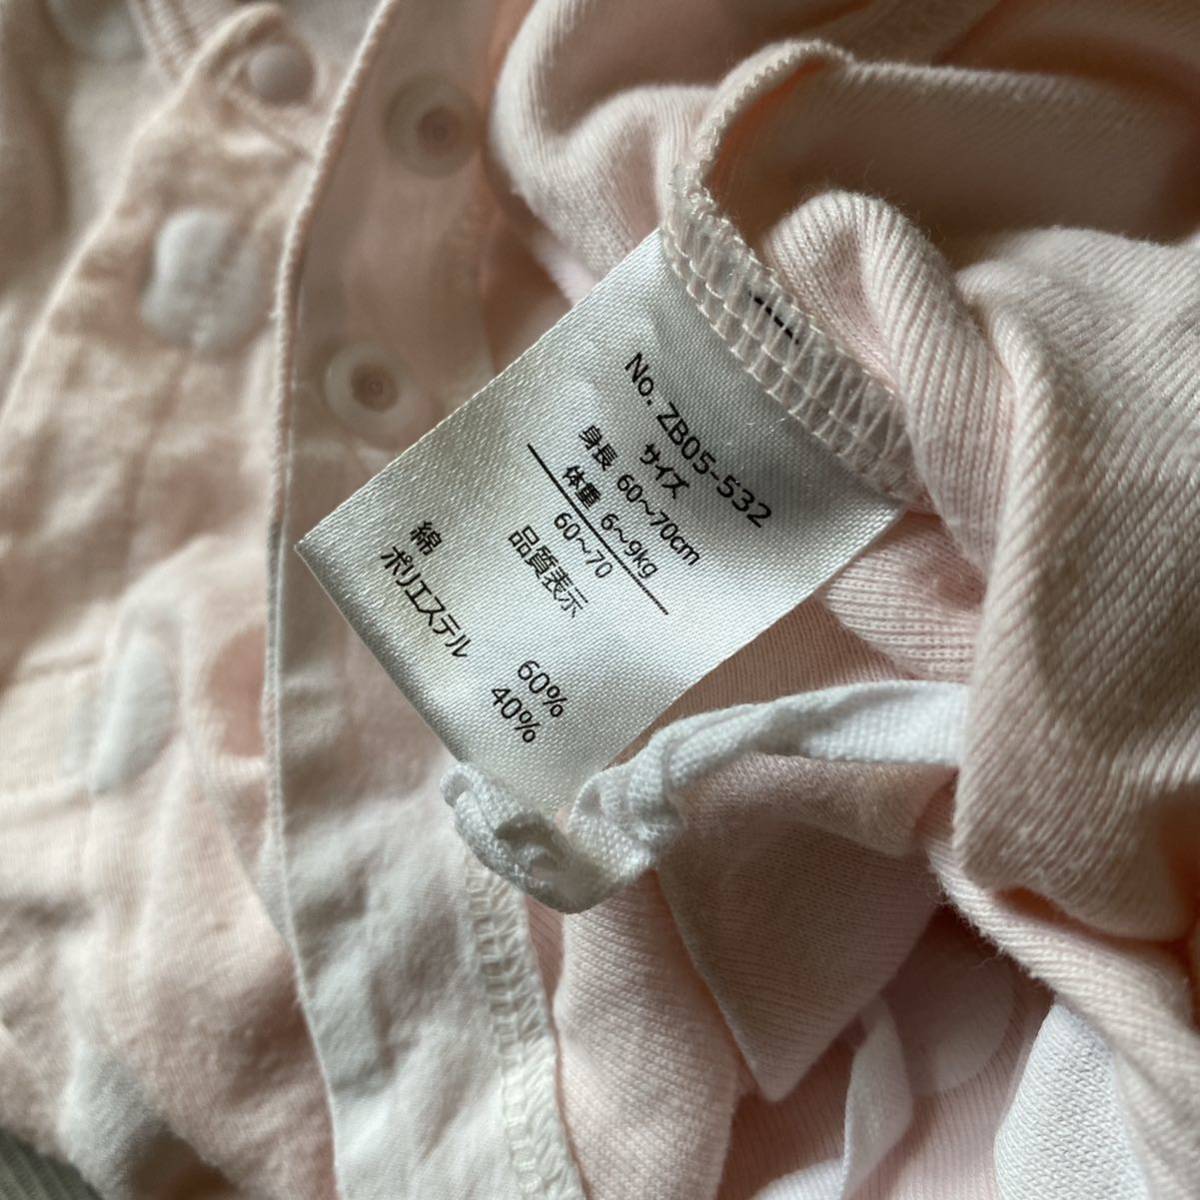 No. ZB05-532
サイズ
身長 60～70cm
体重 6～9kg
60～70
品質表示
綿 60%
ポリエステル 40%